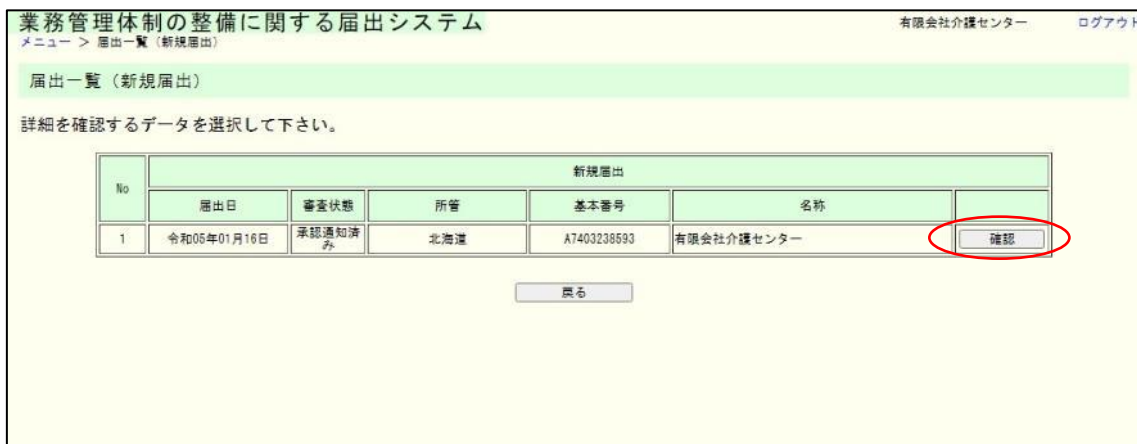 業務管理体制の整備に関する届出システム
有限会社介護センター
ログアウト
メニュー > 届出一覧（新規届出）
届出一覧（新規届出）
詳細を確認するデータを選択して下さい。
No
新規届出
届出日 審査状態 所管 基本番号 名称
1 令和05年01月16日 承認通知済み 北海道 A7403238593 有限会社介護センター 確認
戻る